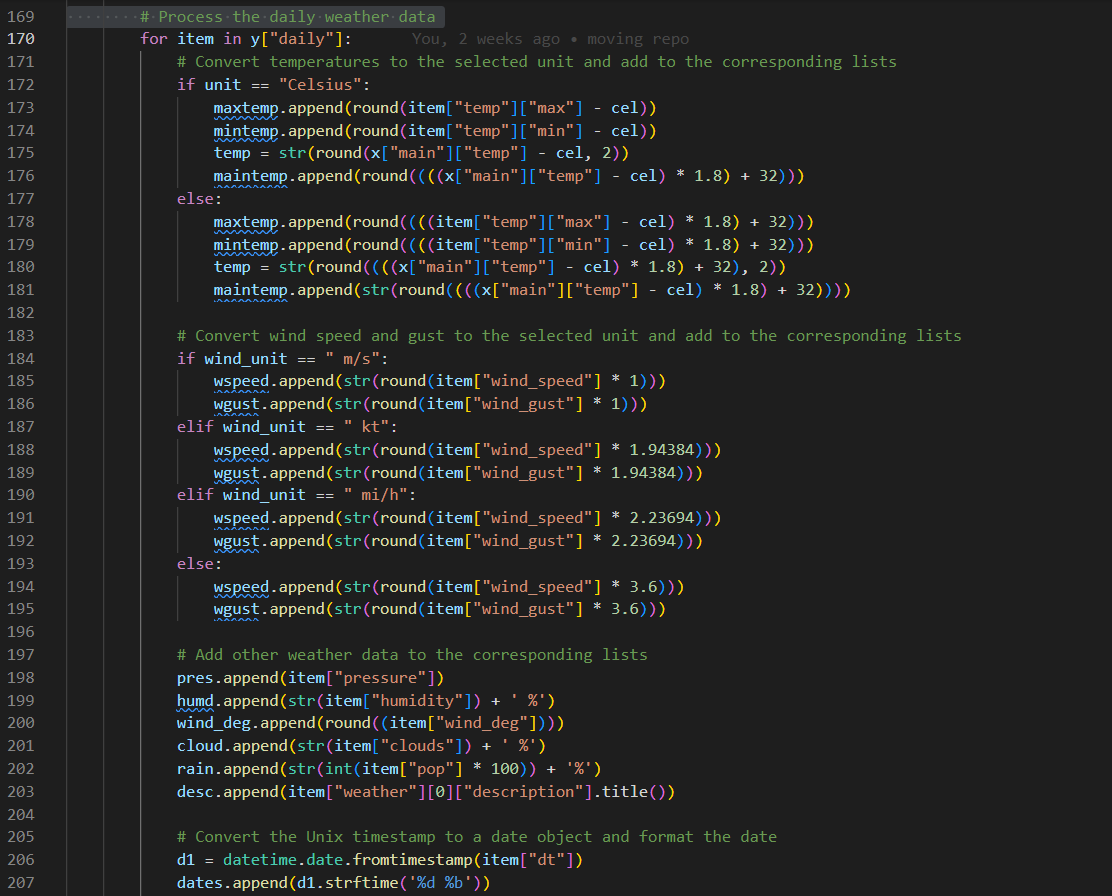 169 # Process the daily weather data
170 for item in y["daily"]: You, 2 weeks ago • moving repo
171 # Convert temperatures to the selected unit and add to the corresponding lists
172 if unit == "Celsius":
173 maxtemp.append(round(item["temp"]["max"] - cel))
174 mintemp.append(round(item["temp"]["min"] - cel))
175 temp = str(round(x["main"]["temp"] - cel, 2))
176 maintemp.append(round((((x["main"]["temp"] - cel) * 1.8) + 32)))
177 else:
178 maxtemp.append(round((((item["temp"]["max"] - cel) * 1.8) + 32)))
179 mintemp.append(round((((item["temp"]["min"] - cel) * 1.8) + 32)))
180 temp = str(round((((x["main"]["temp"] - cel) * 1.8) + 32), 2))
181 maintemp.append(str(round((((x["main"]["temp"] - cel) * 1.8) + 32))))
182
183 # Convert wind speed and gust to the selected unit and add to the corresponding lists
184 if wind_unit == " m/s":
185 wspeed.append(str(round(item["wind_speed"] * 1)))
186 wgust.append(str(round(item["wind_gust"] * 1)))
187 elif wind_unit == " kt":
188 wspeed.append(str(round(item["wind_speed"] * 1.94384)))
189 wgust.append(str(round(item["wind_gust"] * 1.94384)))
190 elif wind_unit == " mi/h":
191 wspeed.append(str(round(item["wind_speed"] * 2.23694)))
192 wgust.append(str(round(item["wind_gust"] * 2.23694)))
193 else:
194 wspeed.append(str(round(item["wind_speed"] * 3.6)))
195 wgust.append(str(round(item["wind_gust"] * 3.6)))
196
197 # Add other weather data to the corresponding lists
198 pres.append(item["pressure"])
199 humd.append(str(item["humidity"]) + ' %')
200 wind_deg.append(round((item["wind_deg"])))
201 cloud.append(str(item["clouds"]) + ' %')
202 rain.append(str(int(item["pop"] * 100)) + '%')
203 desc.append(item["weather"][0]["description"].title())
204
205 # Convert the Unix timestamp to a date object and format the date
206 d1 = datetime.date.fromtimestamp(item["dt"])
207 dates.append(d1.strftime('%d %b'))